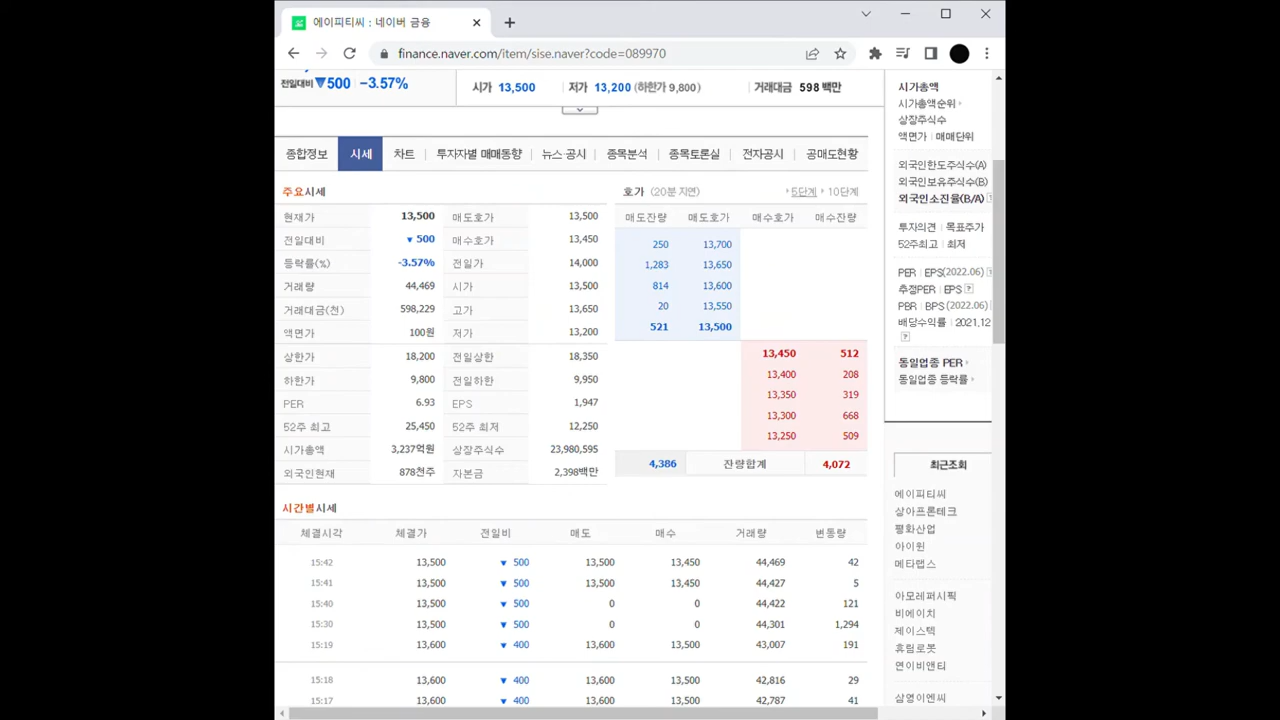 에이피티씨 : 네이버 금융
finance.naver.com/item/sise.naver?code=089970
전일대비 ▼500 -3.57%
시가 13,500 저가 13,200 (하한가 9,800) 거래대금 598 백만
종합정보 시세 차트 투자자별 매매동향 뉴스·공시 종목분석 종목토론실 전자공시 공매도현황
주요시세
현재가 13,500 매도호가 13,500
전일대비 ▼ 500 매수호가 13,450
등락률(%) -3.57% 전일가 14,000
거래량 44,469 시가 13,500
거래대금(천) 598,229 고가 13,650
액면가 100원 저가 13,200
상한가 18,200 전일상한 18,350
하한가 9,800 전일하한 9,950
PER 6.93 EPS 1,947
52주 최고 25,450 52주 최저 12,250
시가총액 3,237억원 상장주식수 23,980,595
외국인현재 878천주 자본금 2,398백만
호가 (20분 지연) 5단계 10단계
매도잔량 매도호가 매수호가 매수잔량
250 13,700
1,283 13,650
814 13,600
20 13,550
521 13,500
13,450 512
13,400 208
13,350 319
13,300 668
13,250 509
4,386 잔량합계 4,072
시간별시세
체결시각 체결가 전일비 매도 매수 거래량 변동량
15:42 13,500 ▼ 500 13,500 13,450 44,469 42
15:41 13,500 ▼ 500 13,500 13,450 44,427 5
15:40 13,500 ▼ 500 0 0 44,422 121
15:30 13,500 ▼ 500 0 0 44,301 1,294
15:19 13,600 ▼ 400 13,600 13,500 43,007 191
15:18 13,600 ▼ 400 13,600 13,500 42,816 29
15:17 13,600 ▼ 400 13,600 13,500 42,787 41
시가총액
시가총액순위
상장주식수
액면가 매매단위
외국인한도주식수(A)
외국인보유주식수(B)
외국인소진율(B/A) ?
투자의견 목표주가
52주최고 최저
PER EPS(2022.06) ?
추정PER EPS ?
PBR BPS (2022.06)
배당수익률 2021.12
?
동일업종 PER
동일업종 등락률
최근조회
에이피티씨
상아프론테크
평화산업
아이윈
메타랩스
아모레퍼시픽
비에이치
제이스텍
휴림로봇
연이비앤티
삼영이엔씨